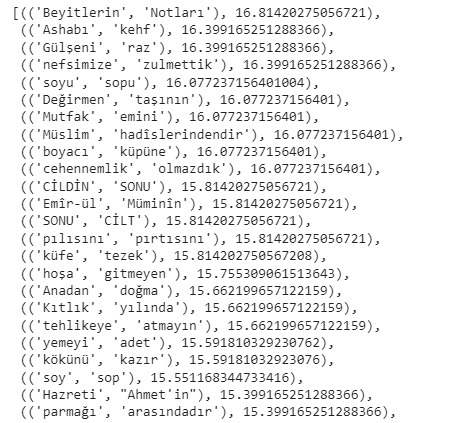 [(('Beyitlerin', 'Notları'), 16.81420275056721),
(('Ashabı', 'kehf'), 16.399165251288366),
(('Gülşeni', 'raz'), 16.399165251288366),
(('nefsimize', 'zulmettik'), 16.399165251288366),
(('soyu', 'sopu'), 16.077237156401004),
(('Değirmen', 'taşının'), 16.077237156401),
(('Mutfak', 'emini'), 16.077237156401),
(('Müslim', 'hadîslerindendir'), 16.077237156401),
(('boyacı', 'küpüne'), 16.077237156401),
(('cehennemlik', 'olmazdık'), 16.077237156401),
(('CİLDİN', 'SONU'), 15.81420275056721),
(('Emîr-ül', 'Müminîn'), 15.81420275056721),
(('SONU', 'CİLT'), 15.81420275056721),
(('pılısını', 'pırtısını'), 15.81420275056721),
(('küfe', 'tezek'), 15.814202750567208),
(('hoşa', 'gitmeyen'), 15.755309061513643),
(('Anadan', 'doğma'), 15.662199657122159),
(('Kıtlık', 'yılında'), 15.662199657122159),
(('tehlikeye', 'atmayın'), 15.662199657122159),
(('yemeyi', 'adet'), 15.591810329230762),
(('kökünü', 'kazır'), 15.59181032923076),
(('soy', 'sop'), 15.551168344733416),
(('Hazreti', "Ahmet'in"), 15.399165251288366),
(('parmağı', 'arasındadır'), 15.399165251288366),